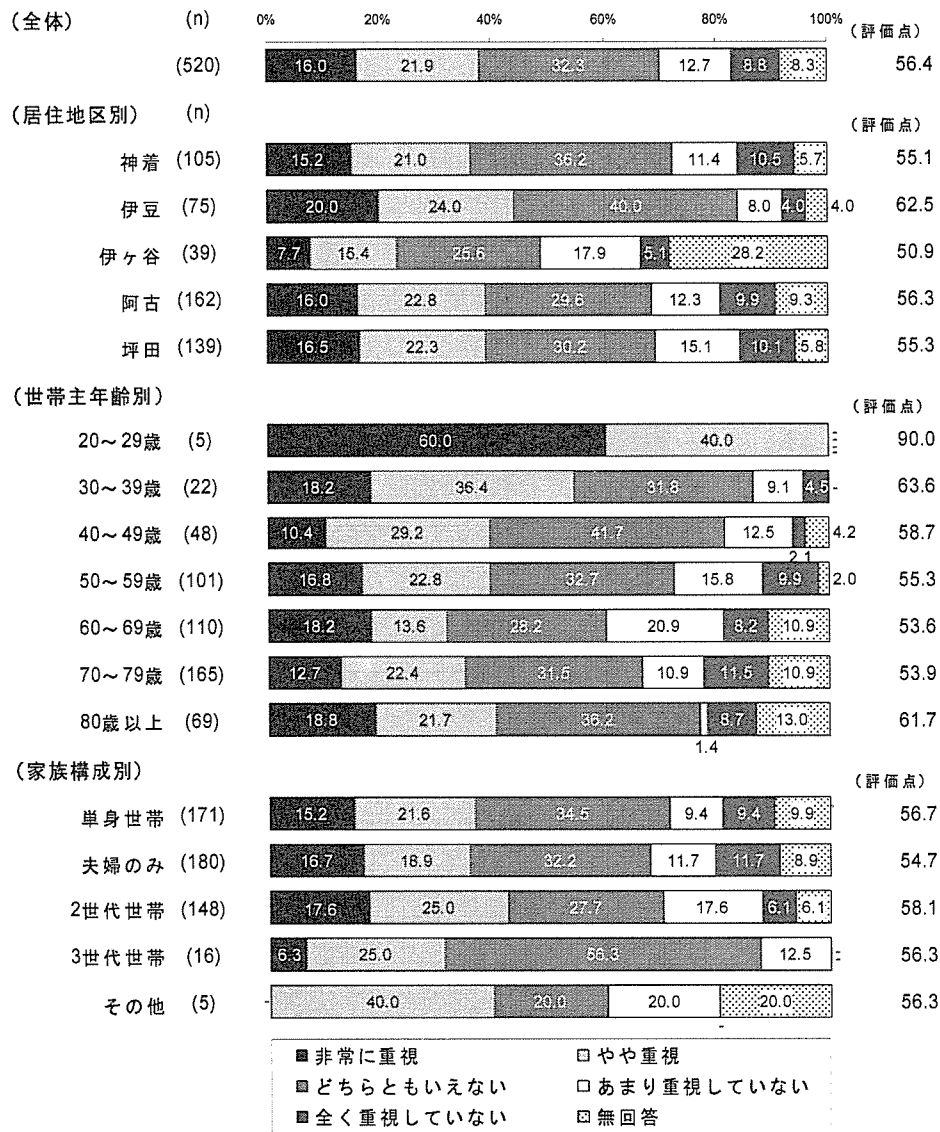 (全体) (n) 0% 20% 40% 60% 80% 100% (評価点)
(520) 16.0 21.9 32.3 12.7 8.8 8.3 56.4
(居住地区別) (n) (評価点)
神着 (105) 15.2 21.0 36.2 11.4 10.5 5.7 55.1
伊豆 (75) 20.0 24.0 40.0 8.0 4.0 4.0 62.5
伊ヶ谷 (39) 7.7 15.4 25.6 17.9 5.1 28.2 50.9
阿古 (162) 16.0 22.8 29.6 12.3 9.9 9.3 56.3
坪田 (139) 16.5 22.3 30.2 15.1 10.1 5.8 55.3
(世帯主年齢別) (評価点)
20～29歳 (5) 60.0 40.0 - - - - 90.0
30～39歳 (22) 18.2 36.4 31.8 9.1 4.5 - 63.6
40～49歳 (48) 10.4 29.2 41.7 12.5 2.1 4.2 58.7
50～59歳 (101) 16.8 22.8 32.7 15.8 9.9 2.0 55.3
60～69歳 (110) 18.2 13.6 28.2 20.9 8.2 10.9 53.6
70～79歳 (165) 12.7 22.4 31.5 10.9 11.5 10.9 53.9
80歳以上 (69) 18.8 21.7 36.2 1.4 8.7 13.0 61.7
(家族構成別) (評価点)
単身世帯 (171) 15.2 21.6 34.5 9.4 9.4 9.9 56.7
夫婦のみ (180) 16.7 18.9 32.2 11.7 11.7 8.9 54.7
2世代世帯 (148) 17.6 25.0 27.7 17.6 6.1 6.1 58.1
3世代世帯 (16) 6.3 25.0 56.3 12.5 - - 56.3
その他 (5) - 40.0 20.0 20.0 - 20.0 56.3
■非常に重視 やや重視
■どちらともいえない □あまり重視していない
■全く重視していない 無回答